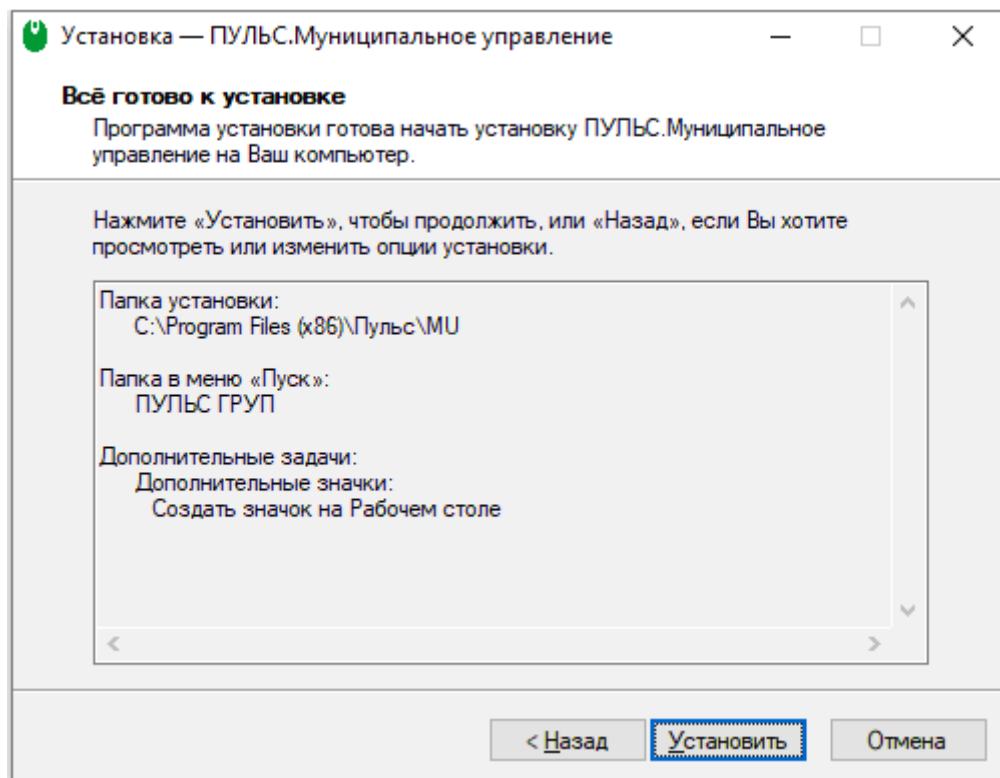 Установка — ПУЛЬС.Муниципальное управление
Всё готово к установке
Программа установки готова начать установку ПУЛЬС.Муниципальное
управление на Ваш компьютер.
Нажмите «Установить», чтобы продолжить, или «Назад», если Вы хотите
просмотреть или изменить опции установки.
Папка установки:
C:\Program Files (x86)\Пульс\MU
Папка в меню «Пуск»:
ПУЛЬС ГРУП
Дополнительные задачи:
Дополнительные значки:
Создать значок на Рабочем столе
< Назад
Установить
Отмена